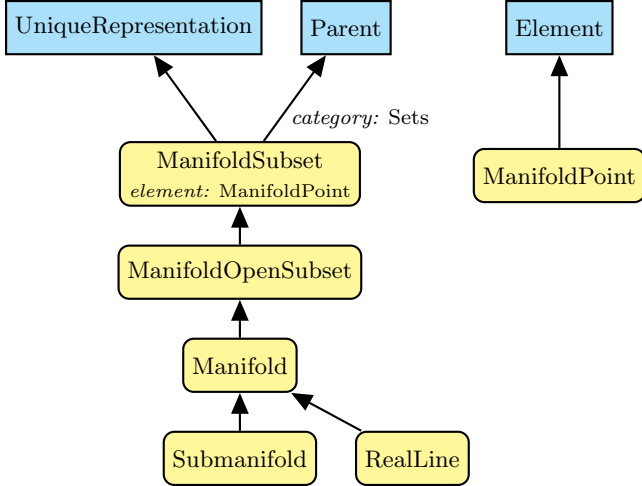 UniqueRepresentation
Parent
Element
category: Sets
ManifoldSubset
element: ManifoldPoint
ManifoldPoint
ManifoldOpenSubset
Manifold
Submanifold
RealLine